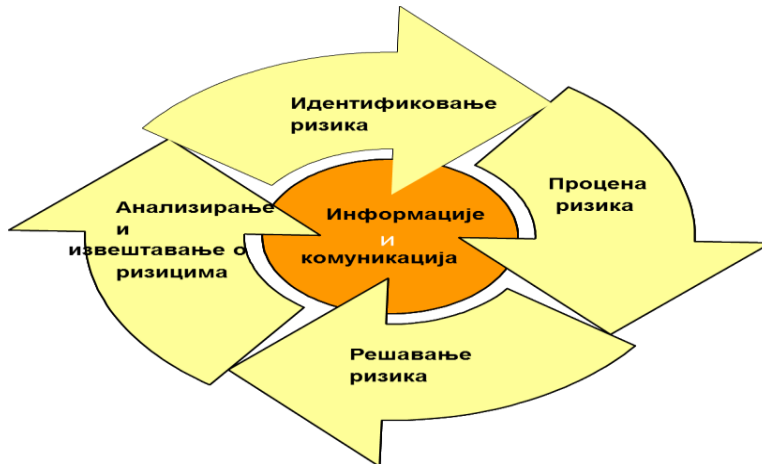 Идентификовање
ризика
Процена
ризика
Решавање
ризика
Анализирање
и
извештавање о
ризицима
Информације
и
комуникација